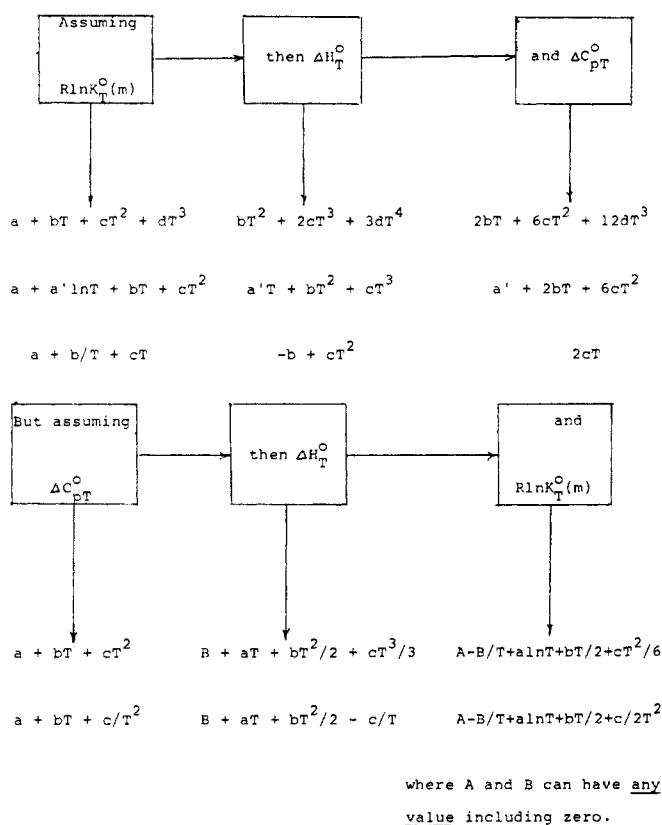 Assuming
RlnK°T(m)
then ΔH°T
and ΔC°pT
a + bT + cT² + dT³
bT² + 2cT³ + 3dT⁴
2bT + 6cT² + 12dT³
a + a'lnT + bT + cT²
a'T + bT² + cT³
a' + 2bT + 6cT²
a + b/T + cT
-b + cT²
2cT
But assuming
ΔC°pT
then ΔH°T
and
RlnK°T(m)
a + bT + cT²
B + aT + bT²/2 + cT³/3
A-B/T+alnT+bT/2+cT²/6
a + bT + c/T²
B + aT + bT²/2 - c/T
A-B/T+alnT+bT/2+c/2T²
where A and B can have any
value including zero.